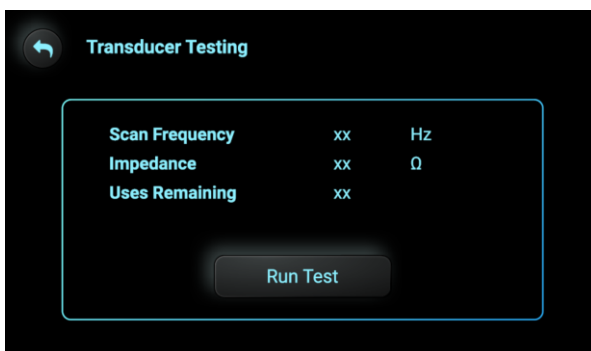 Transducer Testing
Scan Frequency xx Hz
Impedance xx Ω
Uses Remaining xx
Run Test